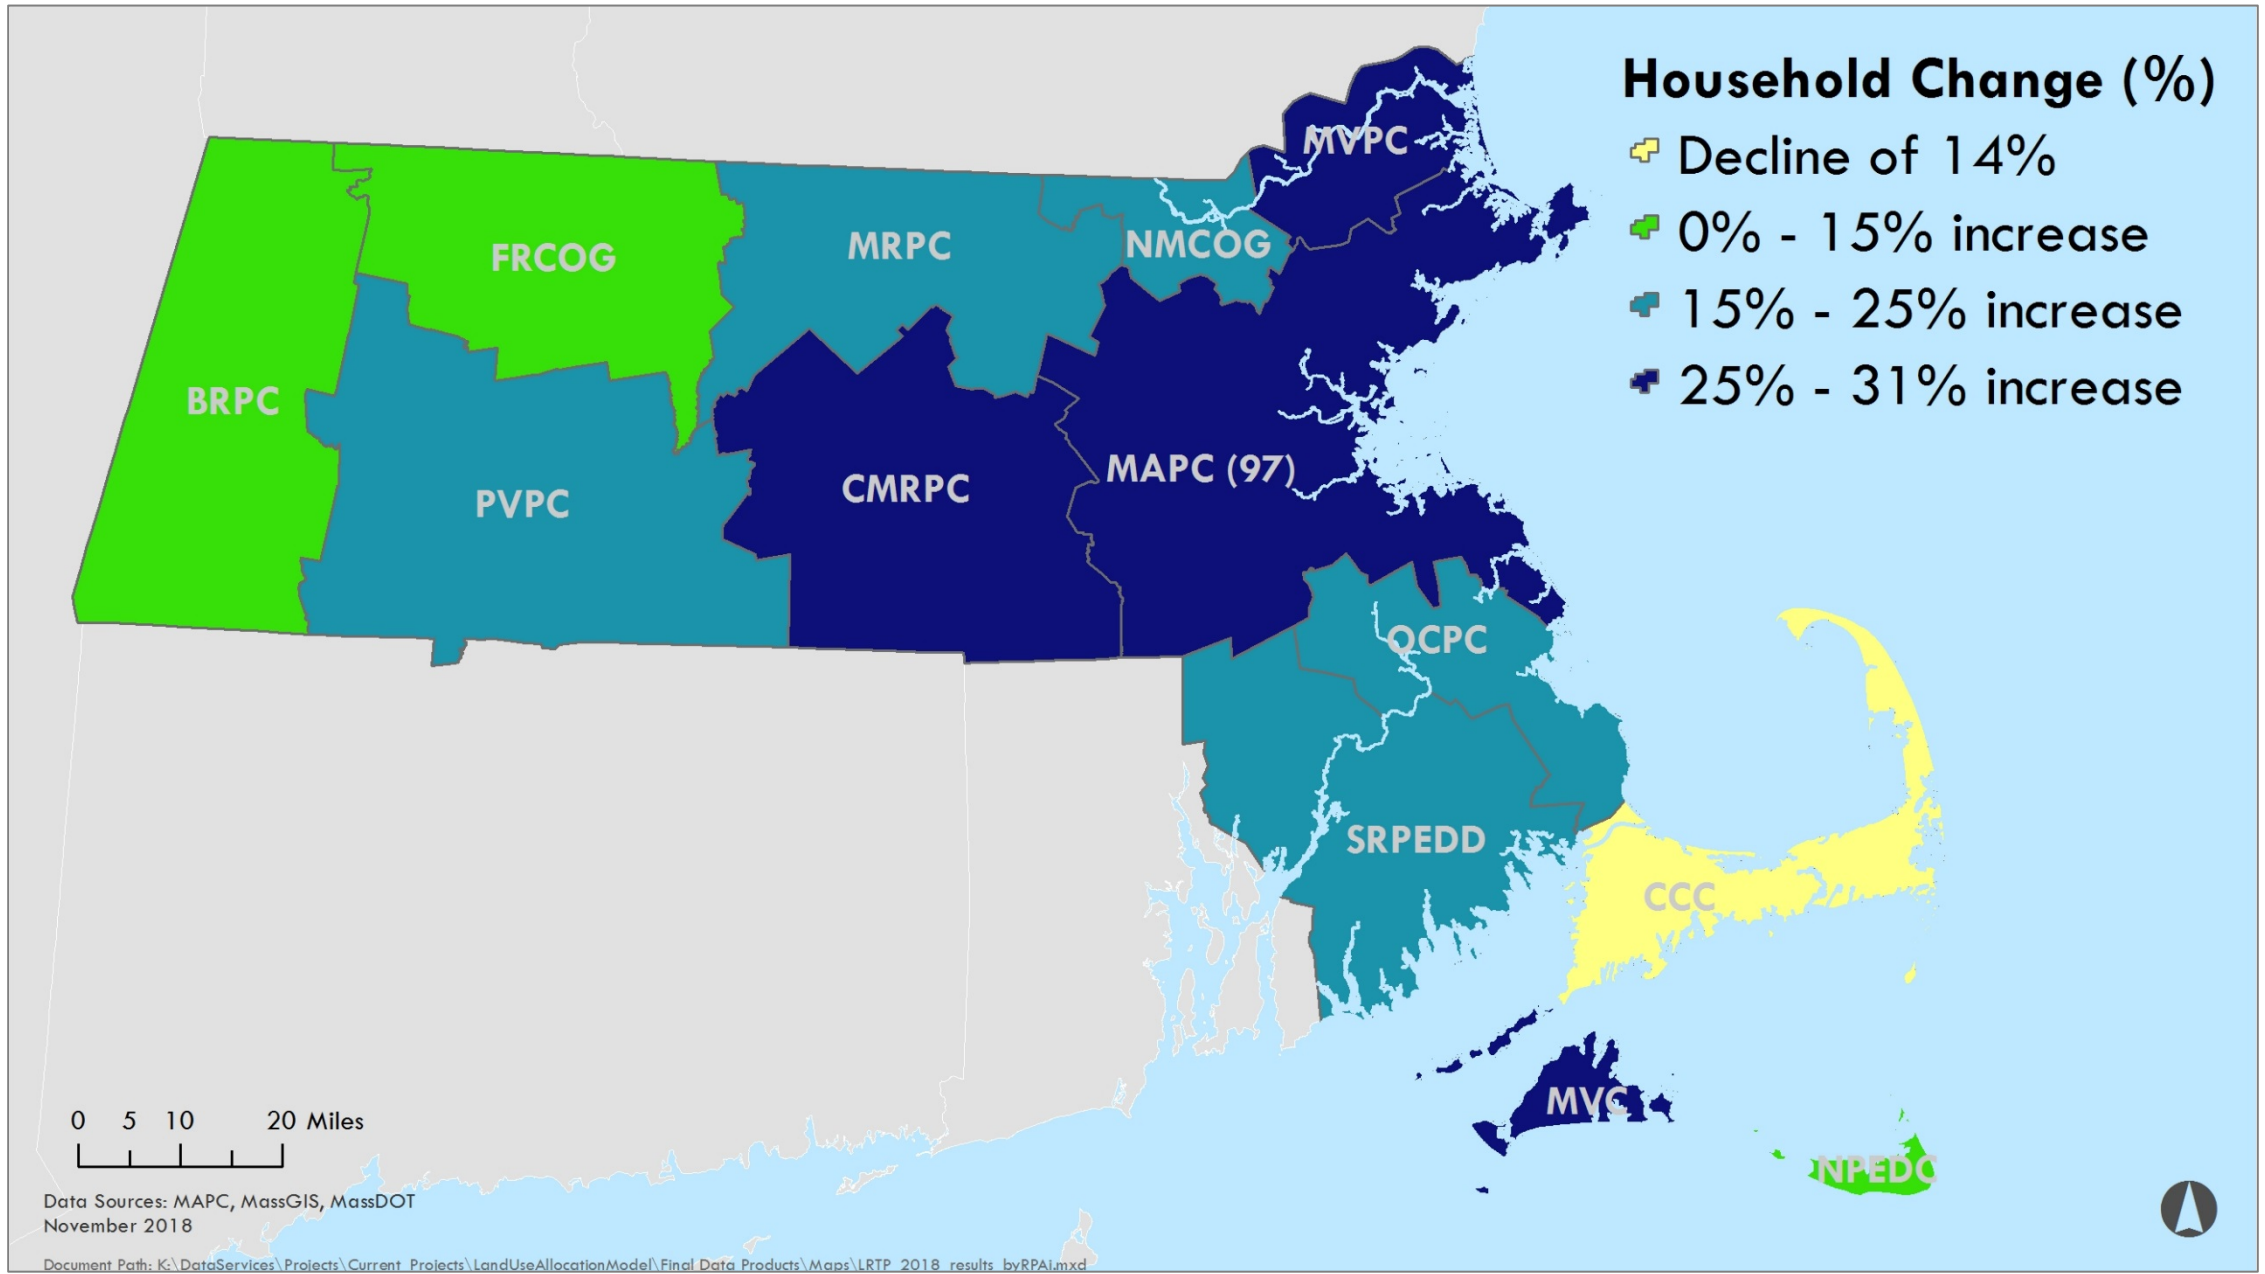 Household Change (%)
Decline of 14%
0% - 15% increase
15% - 25% increase
25% - 31% increase
MVPC
FRCOG
MRPC
NMCOG
BRPC
PVPC
CMRPC
MAPC (97)
OCPC
SRPEDD
CCC
MVC
NPEDC
0 5 10 20 Miles
Data Sources: MAPC, MassGIS, MassDOT
November 2018
Document Path: K:\DataServices\Projects\Current_Projects\LandUseAllocationModel\Final Data Products\Maps\LRTP_2018_results_byRPAi.mxd